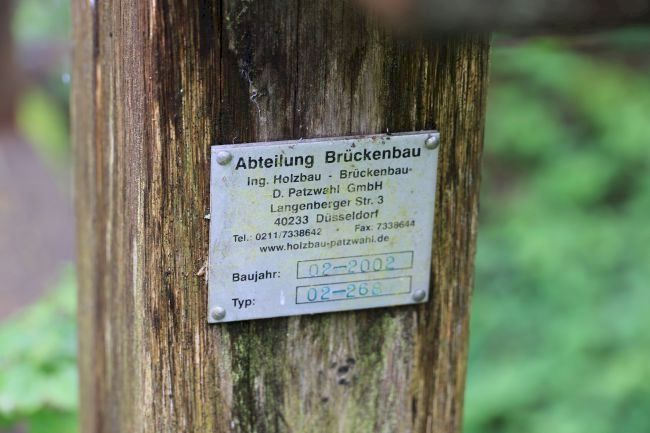 Abteilung Brückenbau
Ing. Holzbau - Brückenbau-
D. Patzwahl GmbH
Langenberger Str. 3
40233 Düsseldorf
Tel.: 0211/7338642 • Fax: 7338644
www.holzbau-patzwahl.de
Baujahr: 02-2002
Typ: 02-268